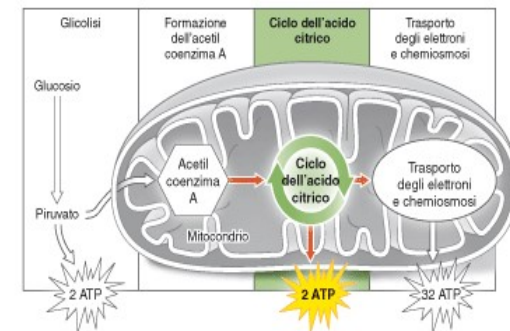 Glicolisi
Formazione
dell'acetil
coenzima A
Ciclo dell'acido
citrico
Trasporto
degli elettroni
e chemiosmosi
Glucosio
Piruvato
Acetil
coenzima
A
Ciclo
dell'acido
citrico
Trasporto
degli elettroni
e chemiosmosi
Mitocondrio
2 ATP
2 ATP
32 ATP